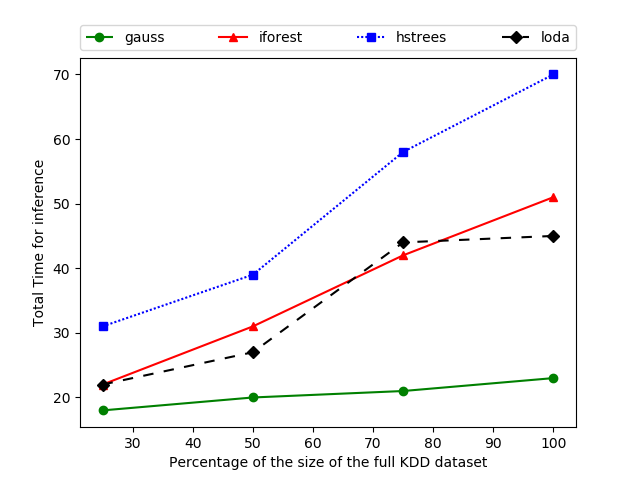 gauss iforest hstrees loda
70
60
50
40
30
20
Total Time for inference
30 40 50 60 70 80 90 100
Percentage of the size of the full KDD dataset